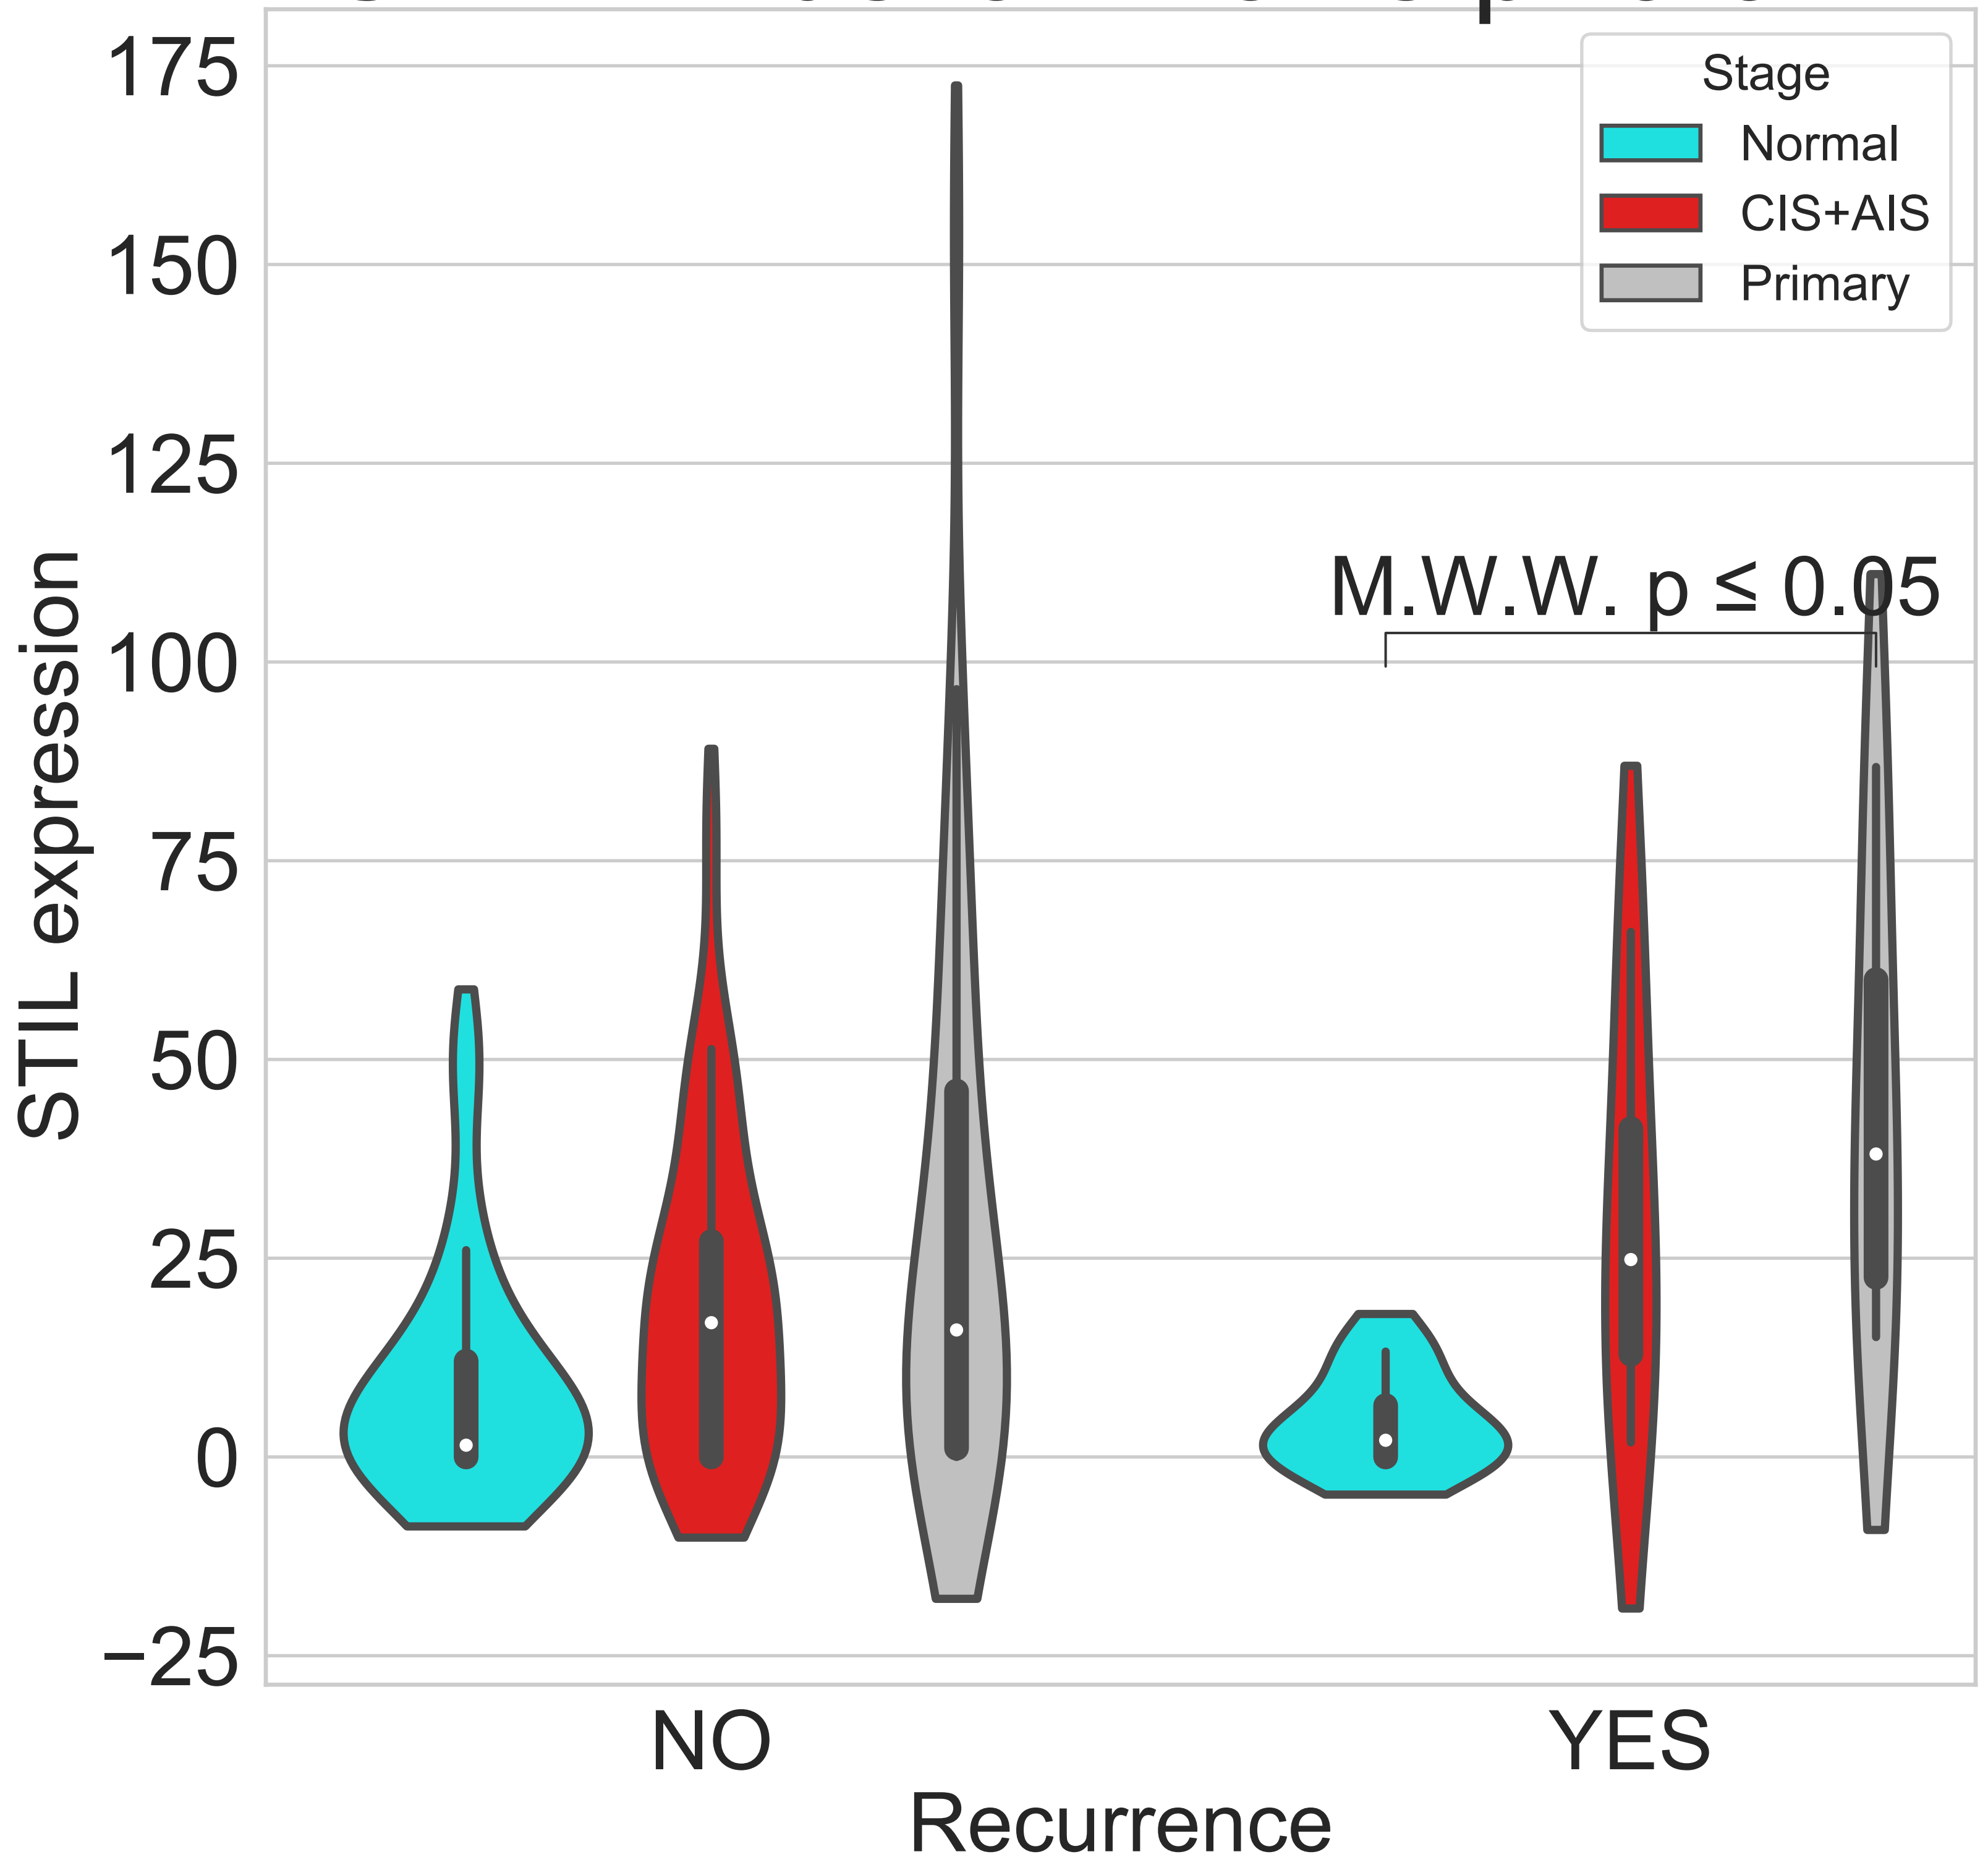 175
150
125
100
75
50
25
0
−25
STIL expression
Stage
Normal
CIS+AIS
Primary
M.W.W. p ≤ 0.05
NO
YES
Recurrence